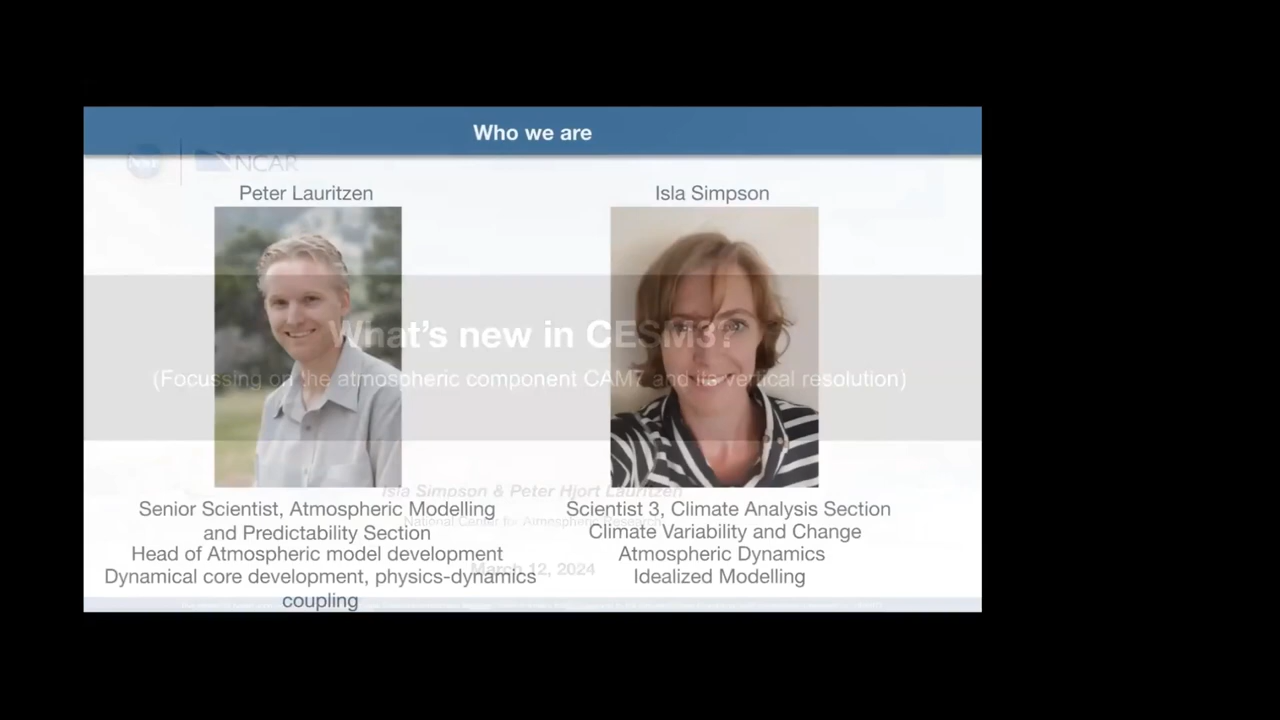 Who we are
NCAR
Peter Lauritzen
Isla Simpson
What's new in CESM3?
(Focussing on the atmospheric component CAM7 and its vertical resolution)
Isla Simpson & Peter Hjort Lauritzen
National Center for Atmospheric Research
Senior Scientist, Atmospheric Modelling
and Predictability Section
Head of Atmospheric model development
Dynamical core development, physics-dynamics
coupling
Scientist 3, Climate Analysis Section
Climate Variability and Change
Atmospheric Dynamics
Idealized Modelling
March 12, 2024